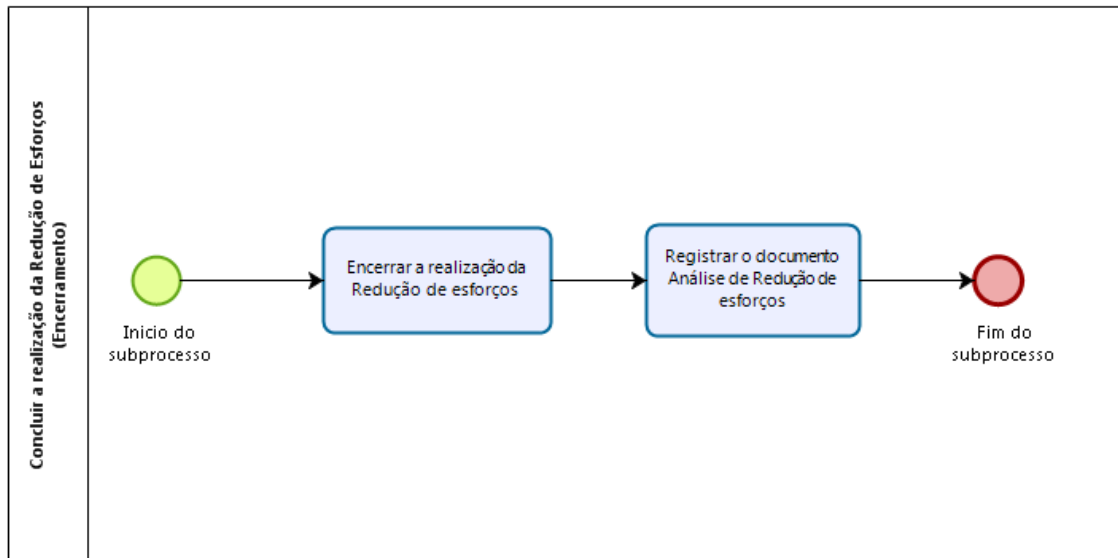 Concluir a realização da Redução de Esforços
(Encerramento)
Inicio do
subprocesso
Encerrar a realização da
Redução de esforços
Registrar o documento
Análise de Redução de
esforços
Fim do
subprocesso